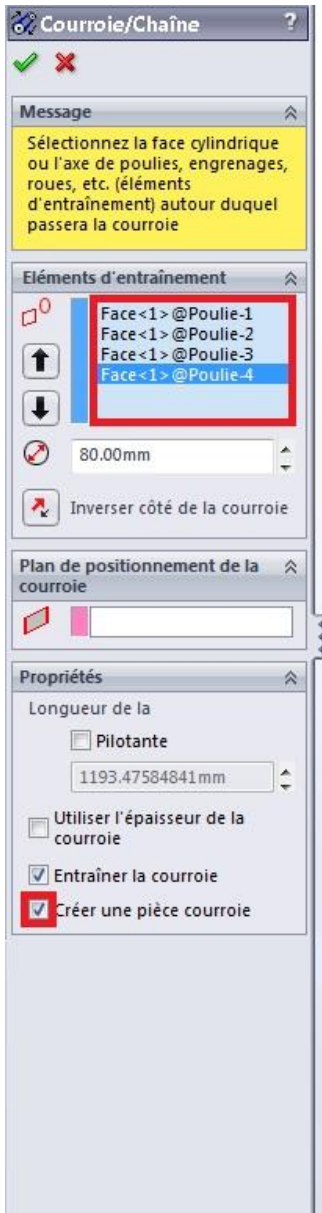 Courroie/Chaîne ?
Message
Sélectionnez la face cylindrique
ou l'axe de poulies, engrenages,
roues, etc. (éléments
d'entraînement) autour duquel
passera la courroie
Eléments d'entraînement
Face<1>@Poulie-1
Face<1>@Poulie-2
Face<1>@Poulie-3
Face<1>@Poulie-4
80.00mm
Inverser côté de la courroie
Plan de positionnement de la
courroie
Propriétés
Longueur de la
Pilotante
1193.47584841mm
Utiliser l'épaisseur de la
courroie
Entraîner la courroie
Créer une pièce courroie